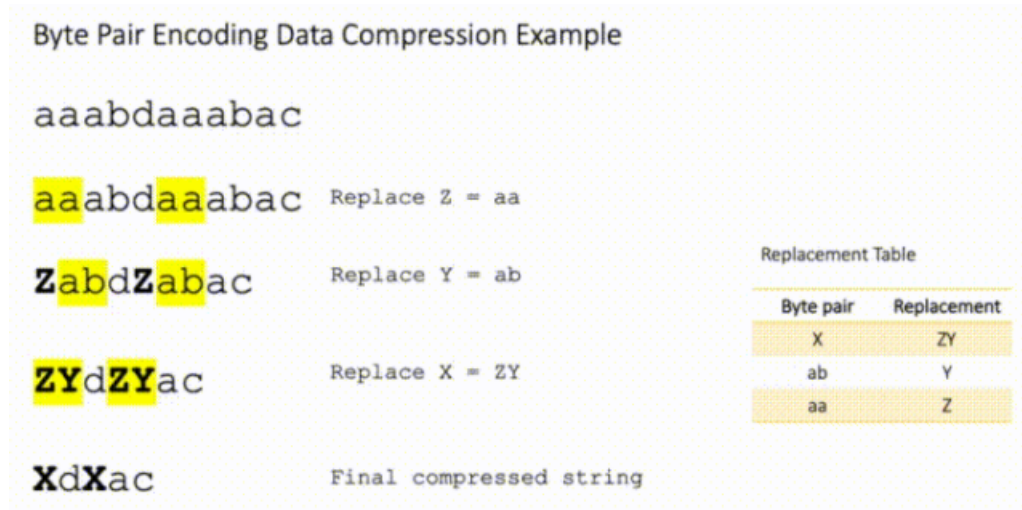 Byte Pair Encoding Data Compression Example
aaabdaaabac
aaabdaaabac Replace Z = aa
ZabdZabac Replace Y = ab
ZYdZYac Replace X = ZY
XdXac Final compressed string
Replacement Table
Byte pair Replacement
X ZY
ab Y
aa Z